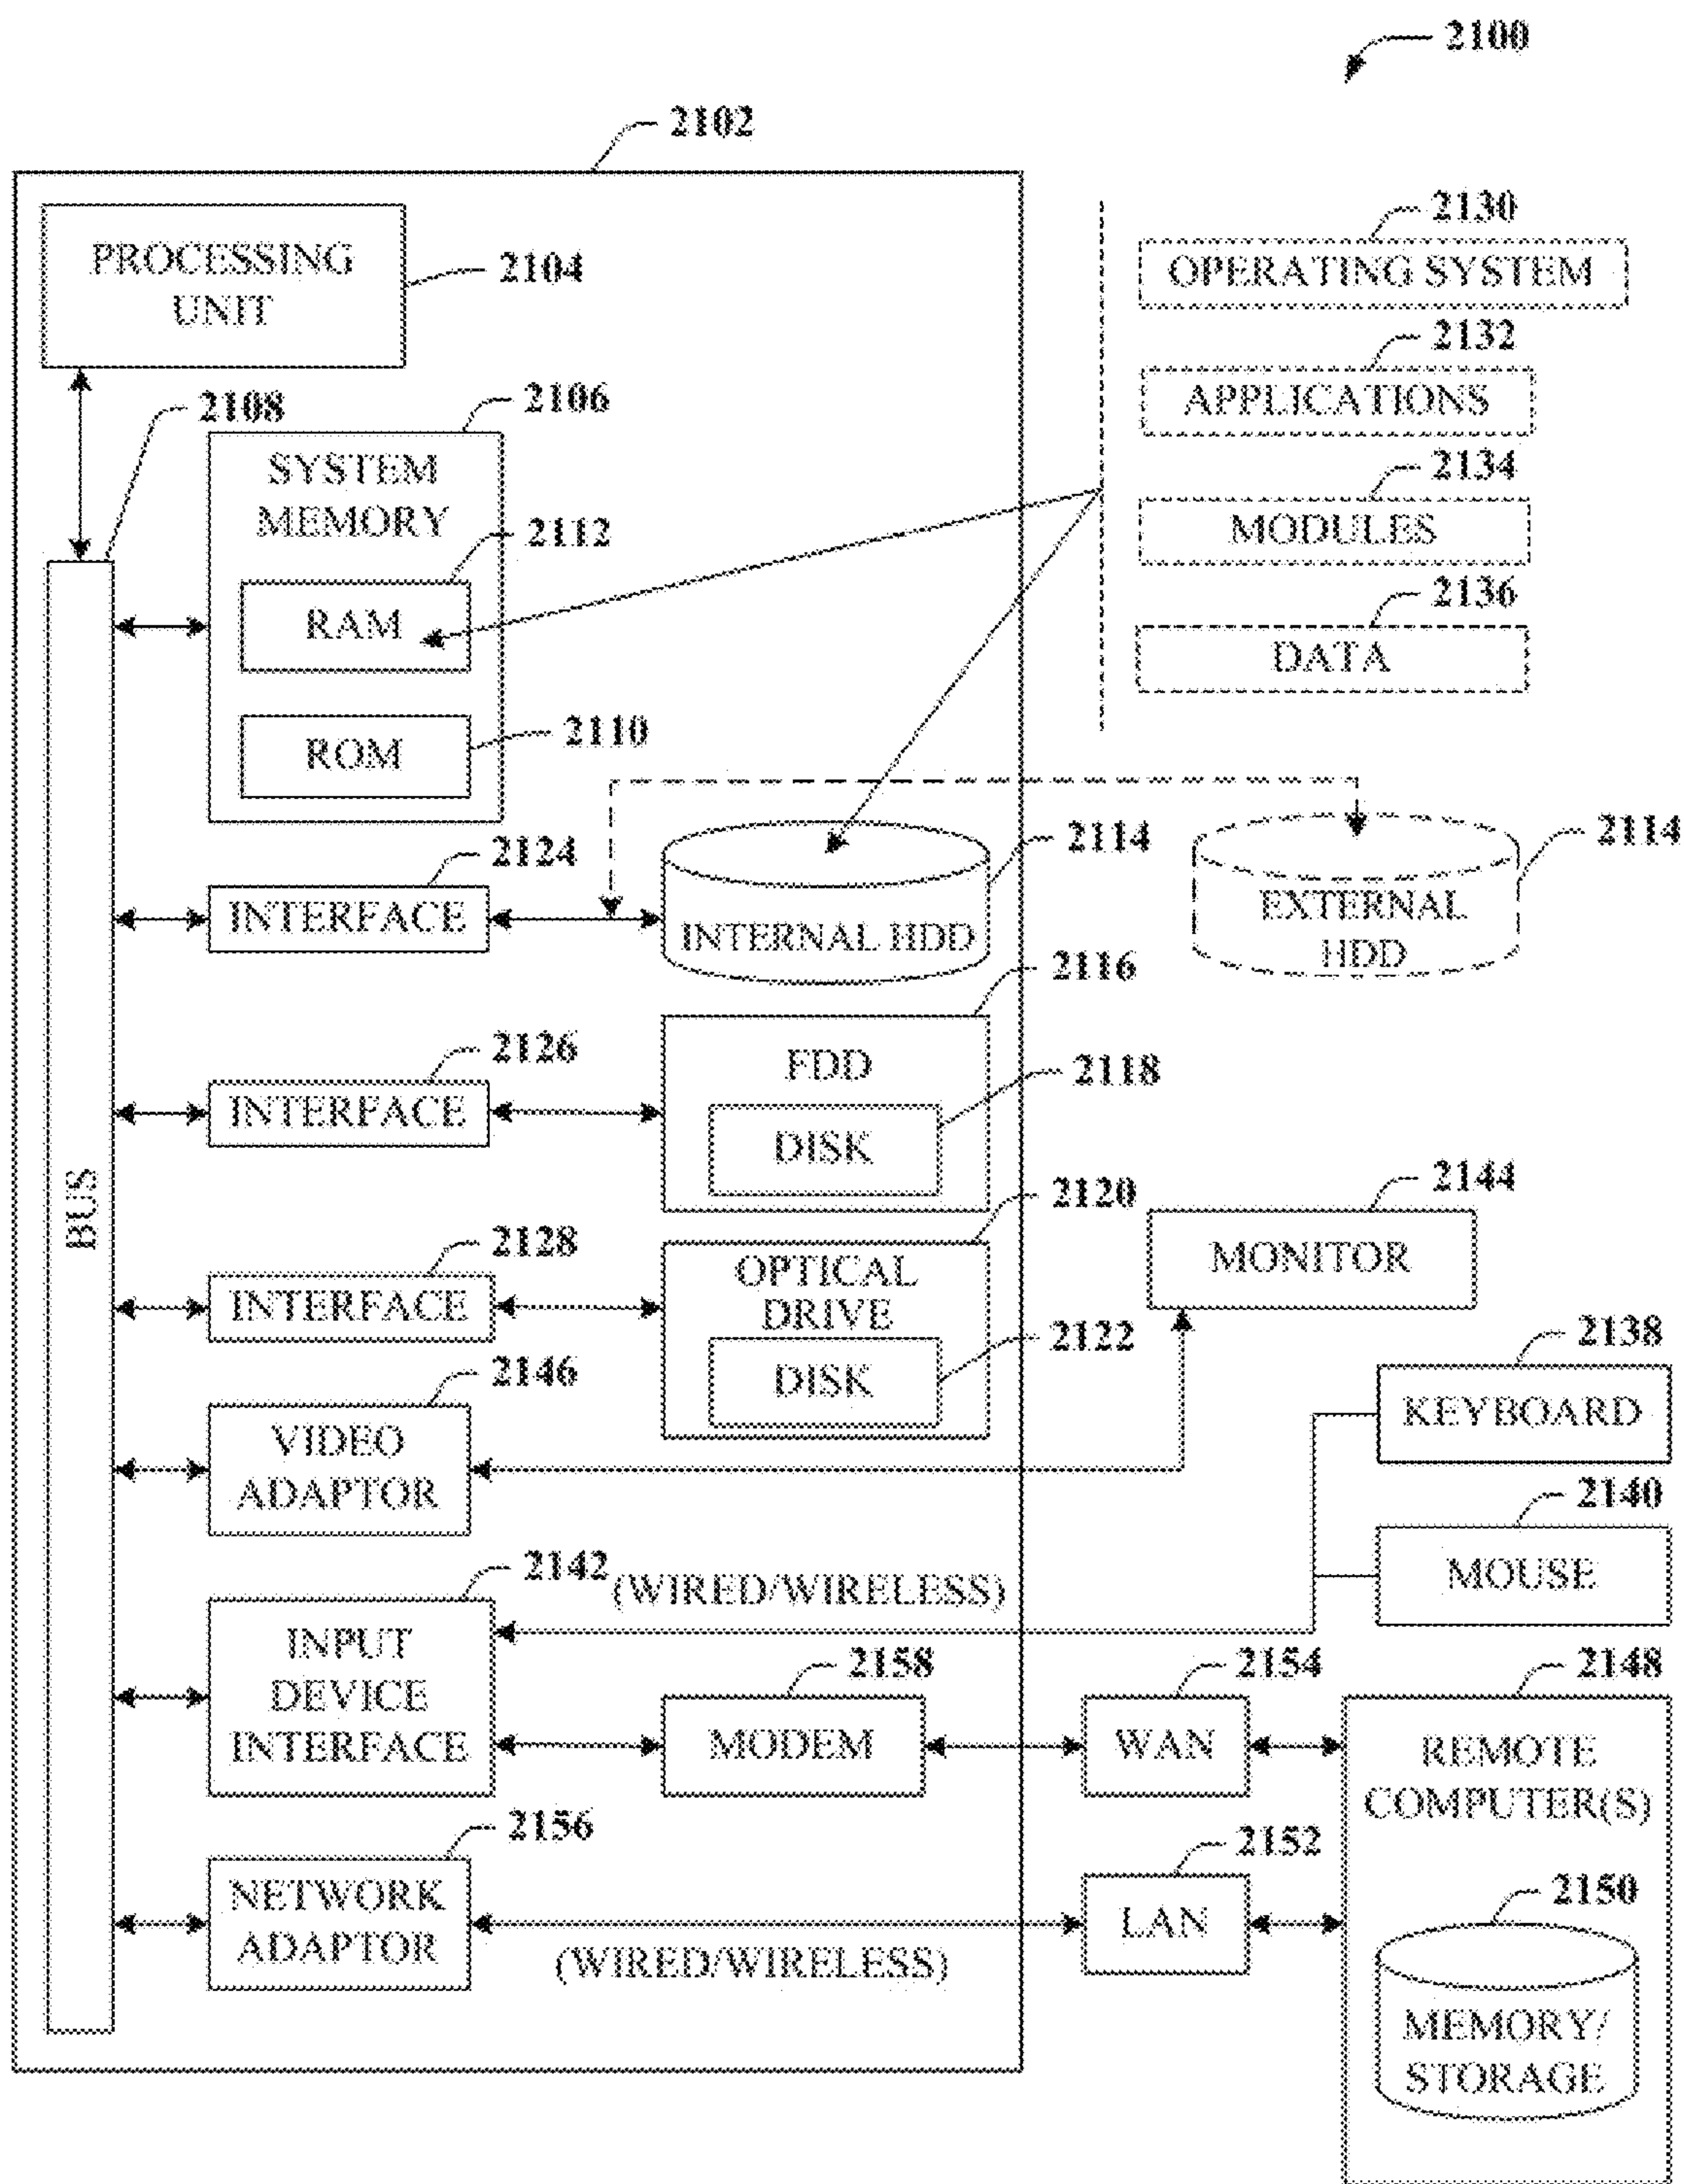 2100
2102
PROCESSING
UNIT
2104
2108
2106
SYSTEM
MEMORY
2112
RAM
2110
ROM
2130
OPERATING SYSTEM
2132
APPLICATIONS
2134
MODULES
2136
DATA
BUS
2124
INTERFACE
2114
INTERNAL HDD
2114
EXTERNAL
HDD
2126
INTERFACE
2116
FDD
2118
DISK
2128
INTERFACE
2120
OPTICAL
DRIVE
2122
DISK
2144
MONITOR
2146
VIDEO
ADAPTOR
2138
KEYBOARD
2140
MOUSE
2142
(WIRED/WIRELESS)
INPUT
DEVICE
INTERFACE
2158
MODEM
2154
WAN
2148
REMOTE
COMPUTER(S)
2156
NETWORK
ADAPTOR
(WIRED/WIRELESS)
2152
LAN
2150
MEMORY/
STORAGE